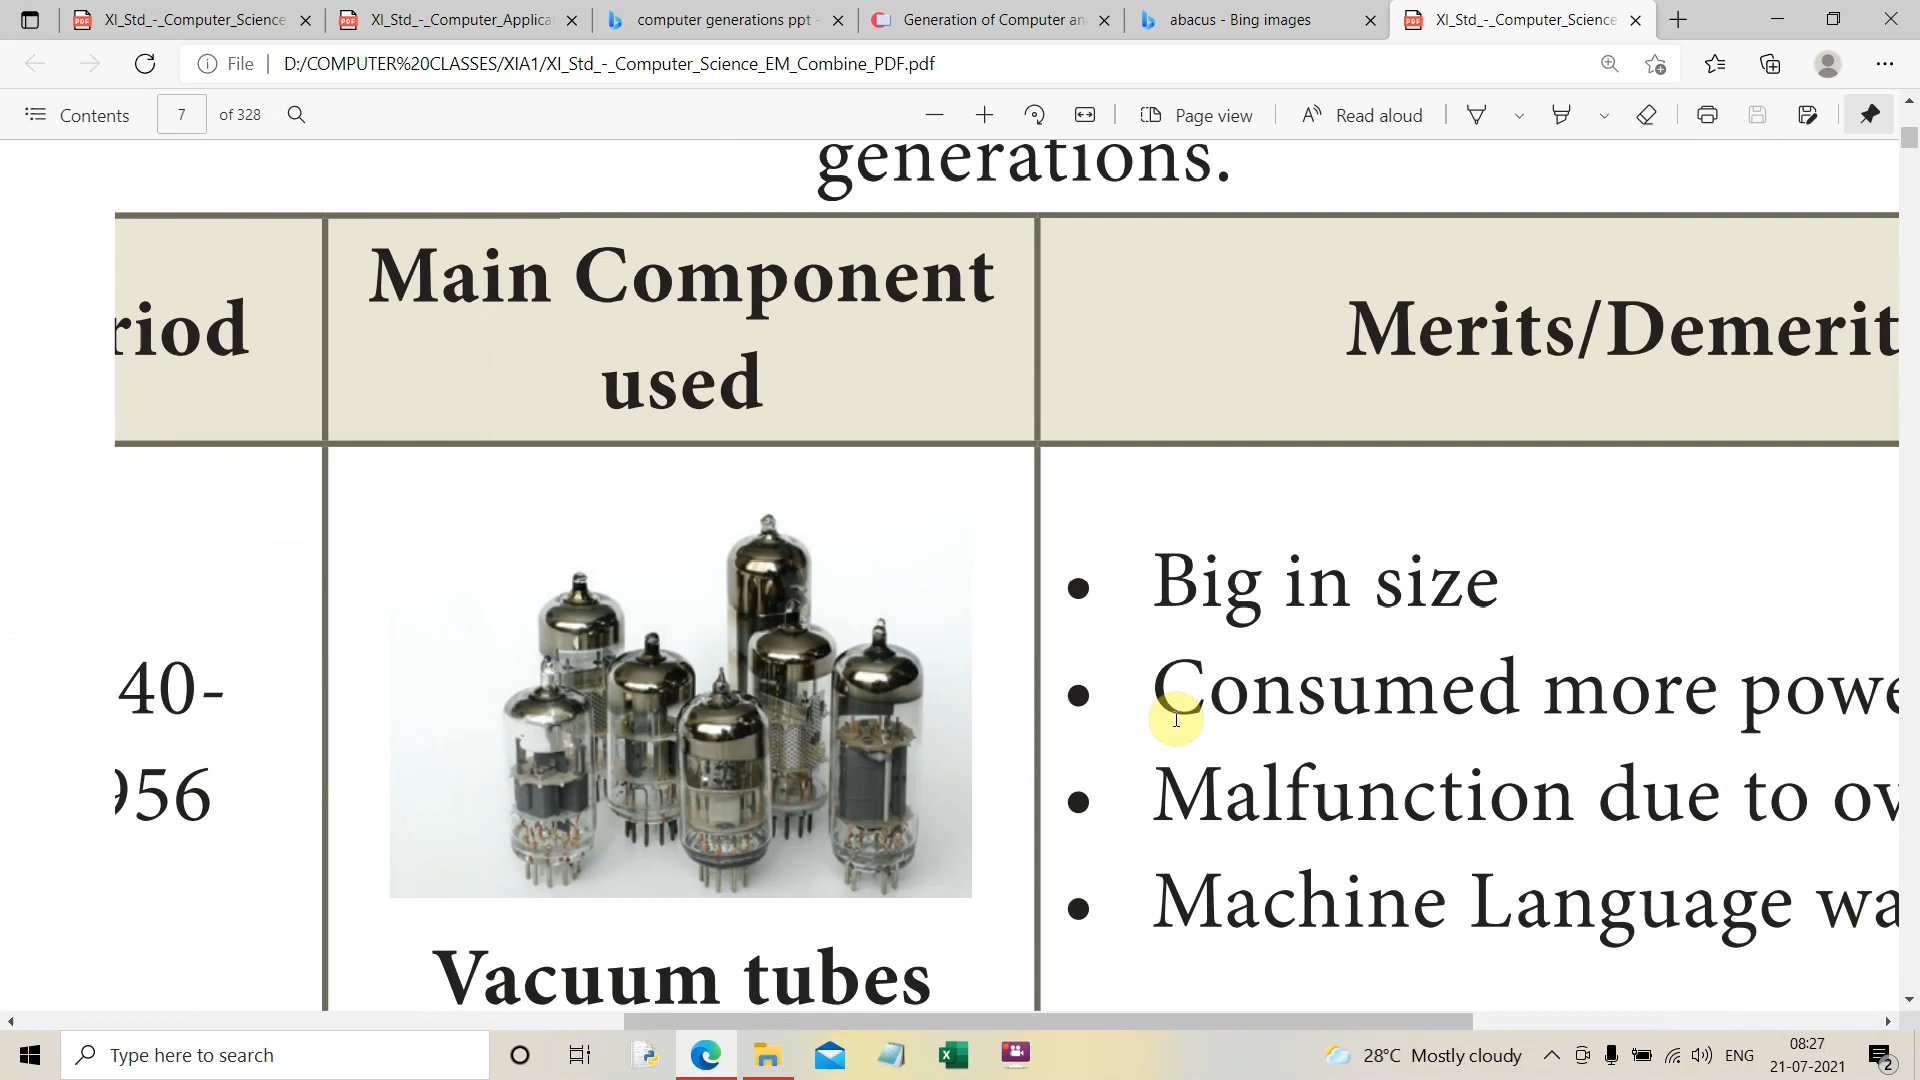 XI_Std_-_Computer_Science
XI_Std_-_Computer_Applica
computer generations ppt -
Generation of Computer an
abacus - Bing images
XI_Std_-_Computer_Science
File
D:/COMPUTER%20CLASSES/XIA1/XI_Std_-_Computer_Science_EM_Combine_PDF.pdf
Contents
7
of 328
Page view
Read aloud
generations.
riod
Main Component
used
Merits/Demerit
40-
956
Vacuum tubes
• Big in size
• Consumed more powe
• Malfunction due to ov
• Machine Language wa
Type here to search
28°C Mostly cloudy
ENG
08:27
21-07-2021
2